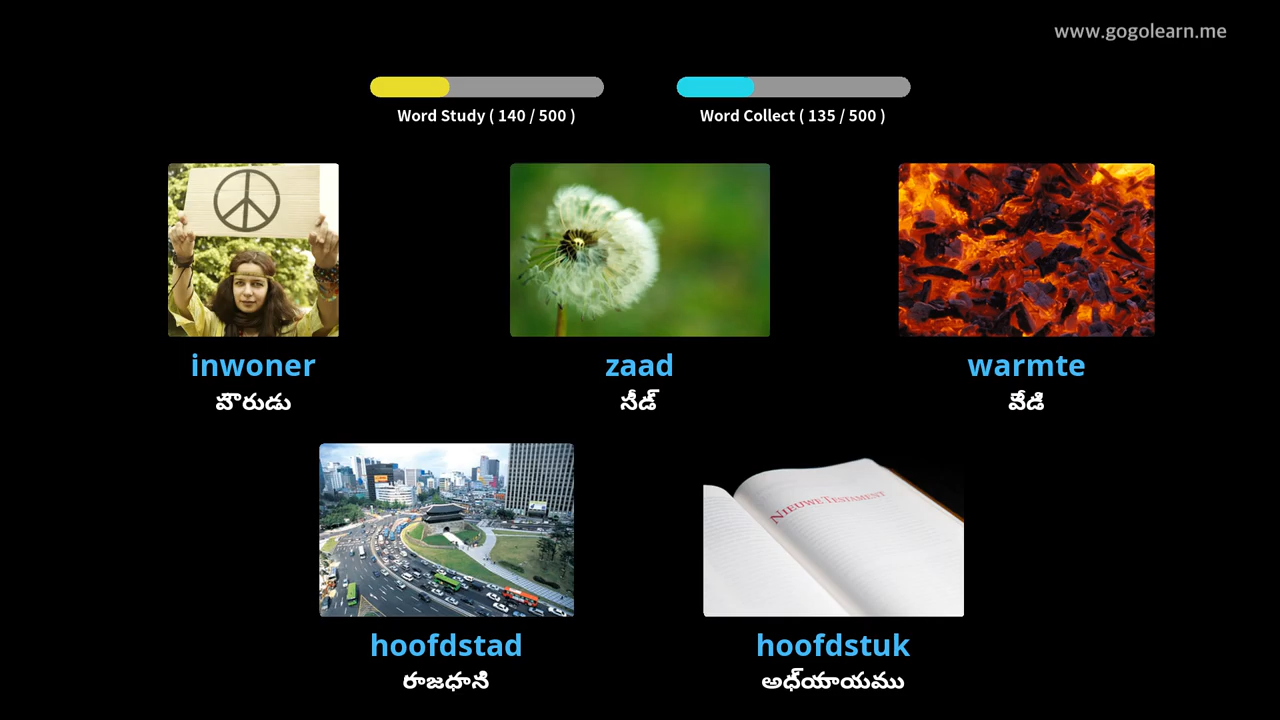 www.gogolearn.me
Word Study ( 140 / 500 )
Word Collect ( 135 / 500 )
inwoner
పౌరుడు
zaad
సీడ్
warmte
వేడి
NIEUWE TESTAMENT
hoofdstad
రాజధాని
hoofdstuk
అధ్యాయము